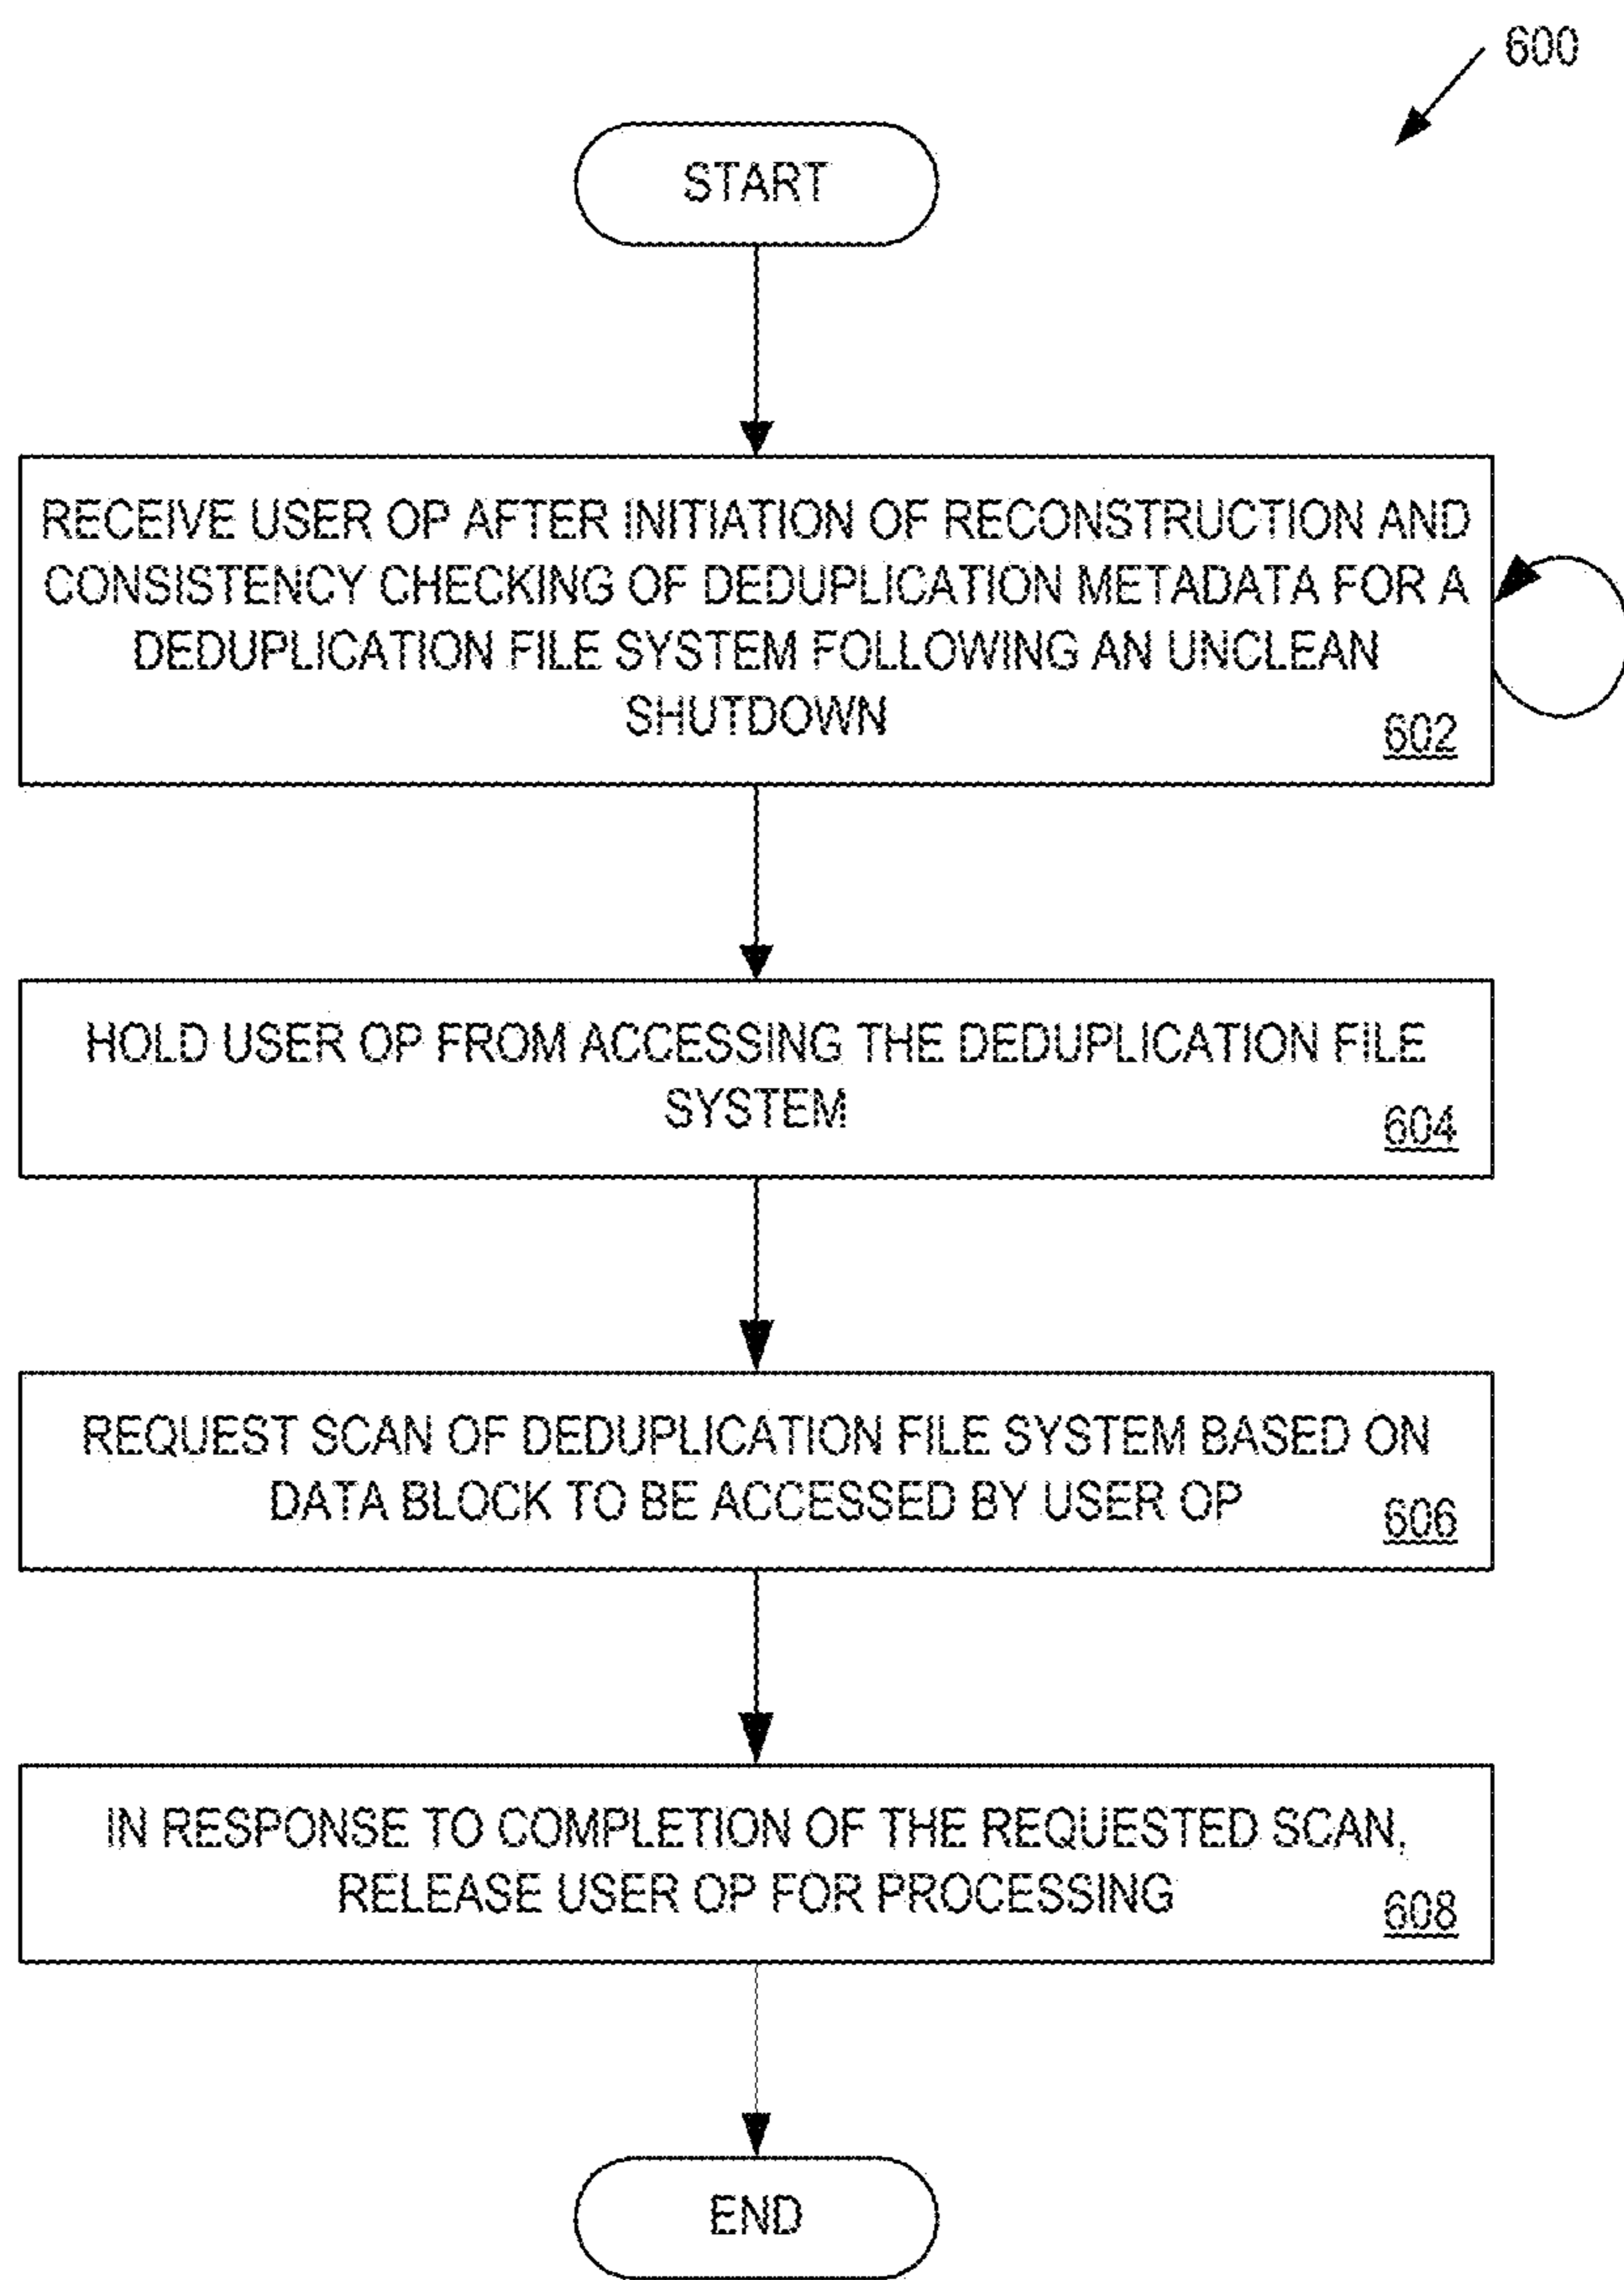 600
START
RECEIVE USER OP AFTER INITIATION OF RECONSTRUCTION AND
CONSISTENCY CHECKING OF DEDUPLICATION METADATA FOR A
DEDUPLICATION FILE SYSTEM FOLLOWING AN UNCLEAN
SHUTDOWN
602
HOLD USER OP FROM ACCESSING THE DEDUPLICATION FILE
SYSTEM
604
REQUEST SCAN OF DEDUPLICATION FILE SYSTEM BASED ON
DATA BLOCK TO BE ACCESSED BY USER OP
606
IN RESPONSE TO COMPLETION OF THE REQUESTED SCAN,
RELEASE USER OP FOR PROCESSING
608
END